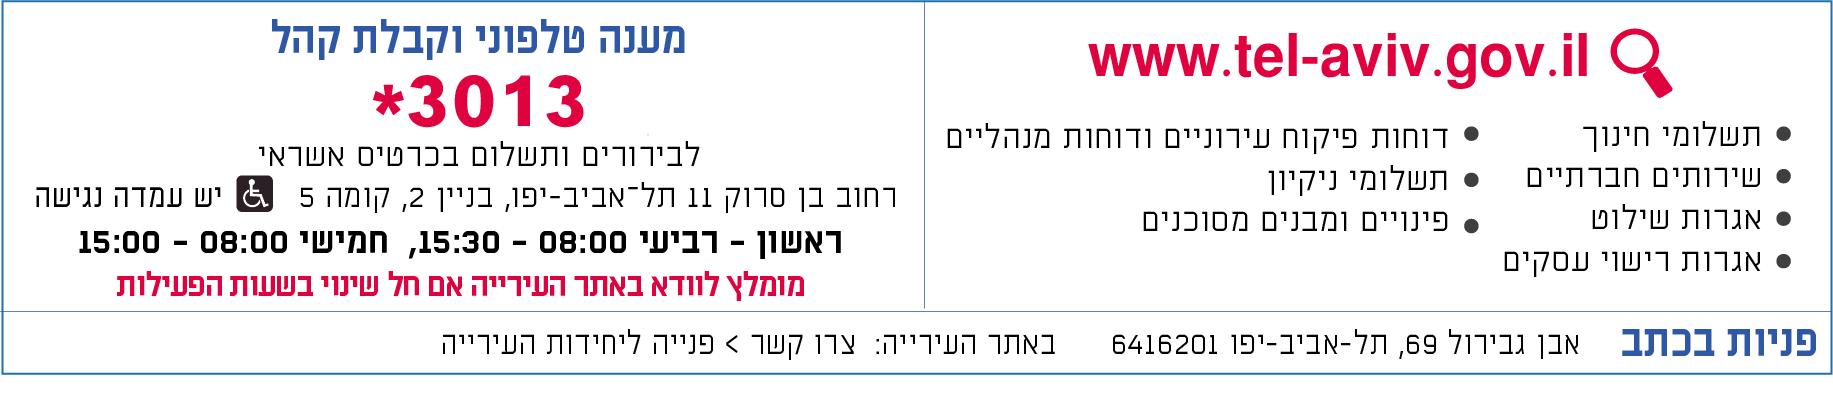 www.tel-aviv.gov.il
• תשלומי חינוך
• שירותים חברתיים
• אגרות שילוט
• אגרות רישוי עסקים
• דוחות פיקוח עירוניים ודוחות מנהליים
• תשלומי ניקיון
• פינויים ומבנים מסוכנים
מענה טלפוני וקבלת קהל
*3013
לבירורים ותשלום בכרטיס אשראי
רחוב בן סרוק 11 תל־אביב-יפו, בניין 2, קומה 5 יש עמדה נגישה
ראשון - רביעי 08:00 - 15:30, חמישי 08:00 - 15:00
מומלץ לוודא באתר העירייה אם חל שינוי בשעות הפעילות
פניות בכתב אבן גבירול 69, תל-אביב-יפו 6416201 באתר העירייה: צרו קשר > פנייה ליחידות העירייה